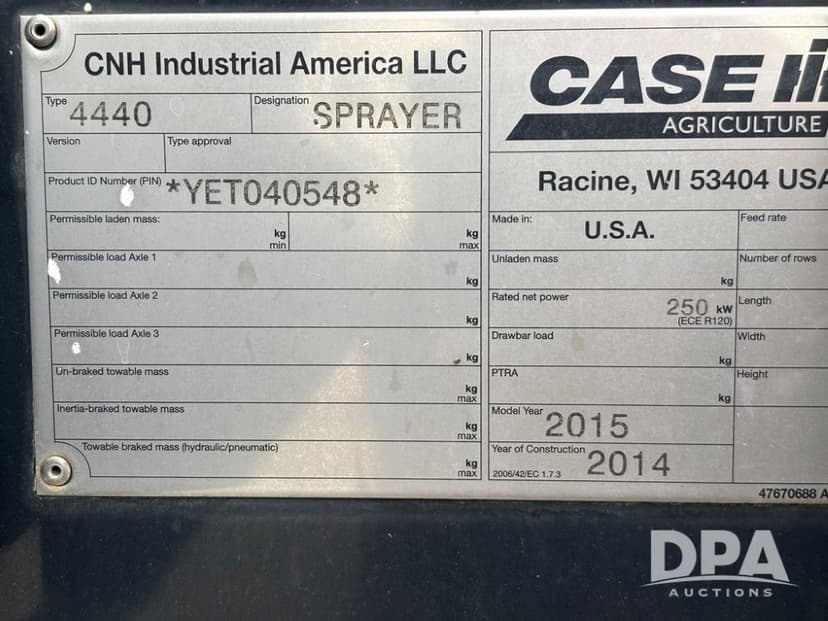 CNH Industrial America LLC
Type 4440
Designation SPRAYER
Version
Type approval
Product ID Number (PIN) *YET040548*
Permissible laden mass:
kg min
kg max
Permissible load Axle 1
kg
Permissible load Axle 2
kg
Permissible load Axle 3
kg
Un-braked towable mass
kg max
Inertia-braked towable mass
kg max
Towable braked mass (hydraulic/pneumatic)
kg max
CASE IH
AGRICULTURE
Racine, WI 53404 USA
Made in: U.S.A.
Feed rate
Unladen mass kg
Number of rows
Rated net power 250 kW
(ECE R120)
Length
Drawbar load kg
Width
PTRA kg
Height
Model Year 2015
Year of Construction 2014
2006/42/EC 1.7.3
47670688 A
DPA
AUCTIONS